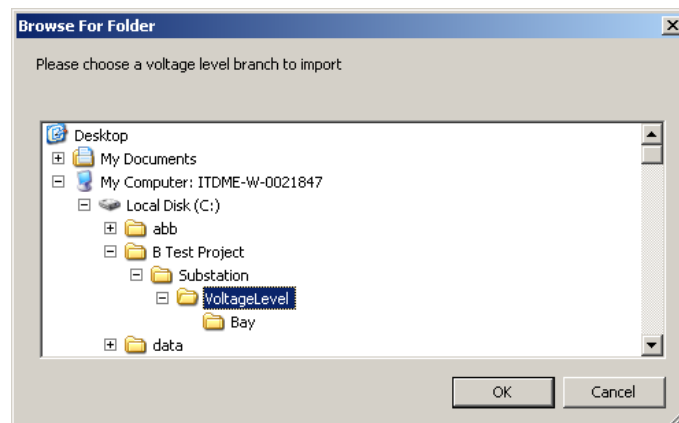 Browse For Folder
Please choose a voltage level branch to import
Desktop
My Documents
My Computer: ITDME-W-0021847
Local Disk (C:)
abb
B Test Project
Substation
VoltageLevel
Bay
data
OK Cancel